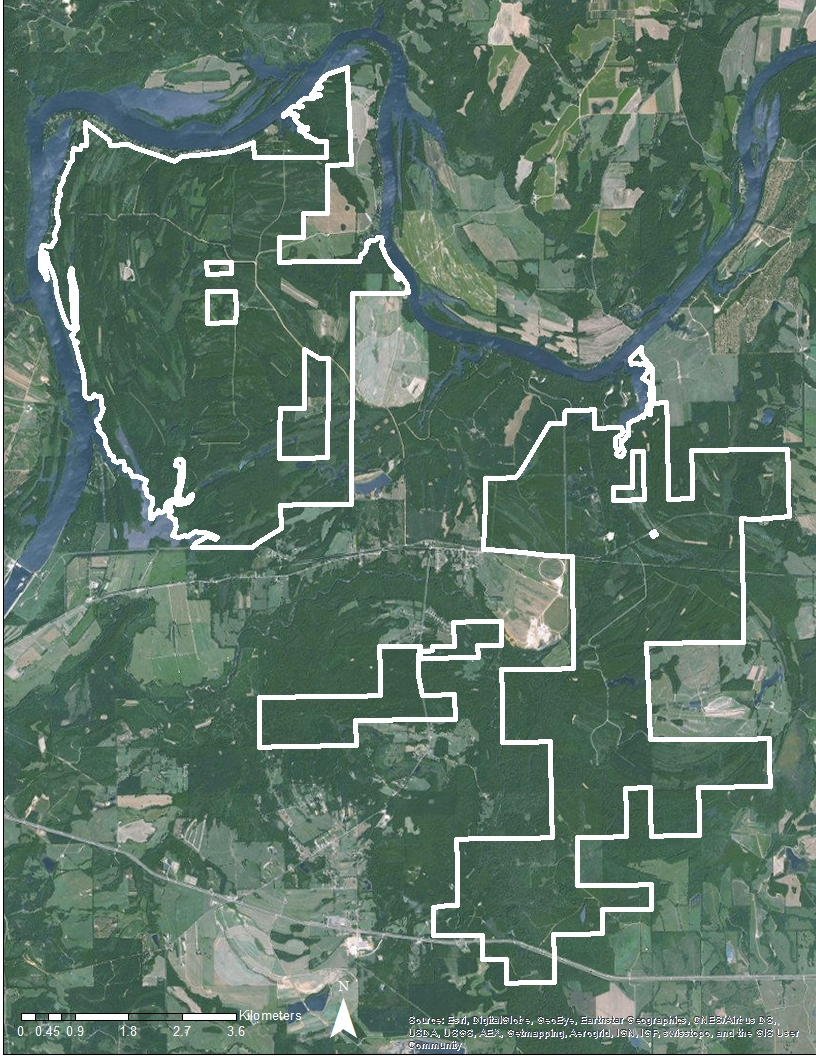 N
Kilometers
0 0.45 0.9 1.8 2.7 3.6
Source: Esri, DigitalGlobe, GeoEye, Earthstar Geographics, CNES/Airbus DS,
USDA, USGS, AEX, Getmapping, Aerogrid, IGN, IGP, swisstopo, and the GIS User
Community